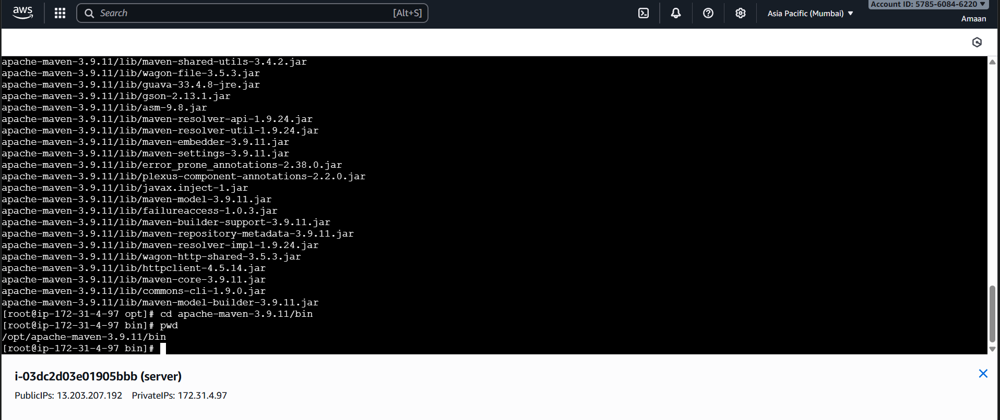 aws
Search
[Alt+S]
Asia Pacific (Mumbai)
Account ID: 5785-6084-6220
Amaan
apache-maven-3.9.11/lib/maven-shared-utils-3.4.2.jar
apache-maven-3.9.11/lib/wagon-file-3.5.3.jar
apache-maven-3.9.11/lib/guava-33.4.8-jre.jar
apache-maven-3.9.11/lib/gson-2.13.1.jar
apache-maven-3.9.11/lib/asm-9.8.jar
apache-maven-3.9.11/lib/maven-resolver-api-1.9.24.jar
apache-maven-3.9.11/lib/maven-resolver-util-1.9.24.jar
apache-maven-3.9.11/lib/maven-embedder-3.9.11.jar
apache-maven-3.9.11/lib/maven-settings-3.9.11.jar
apache-maven-3.9.11/lib/error_prone_annotations-2.38.0.jar
apache-maven-3.9.11/lib/plexus-component-annotations-2.2.0.jar
apache-maven-3.9.11/lib/javax.inject-1.jar
apache-maven-3.9.11/lib/maven-model-3.9.11.jar
apache-maven-3.9.11/lib/failureaccess-1.0.3.jar
apache-maven-3.9.11/lib/maven-builder-support-3.9.11.jar
apache-maven-3.9.11/lib/maven-repository-metadata-3.9.11.jar
apache-maven-3.9.11/lib/maven-resolver-impl-1.9.24.jar
apache-maven-3.9.11/lib/wagon-http-shared-3.5.3.jar
apache-maven-3.9.11/lib/httpclient-4.5.14.jar
apache-maven-3.9.11/lib/maven-core-3.9.11.jar
apache-maven-3.9.11/lib/commons-cli-1.9.0.jar
apache-maven-3.9.11/lib/maven-model-builder-3.9.11.jar
[root@ip-172-31-4-97 opt]# cd apache-maven-3.9.11/bin
[root@ip-172-31-4-97 bin]# pwd
/opt/apache-maven-3.9.11/bin
[root@ip-172-31-4-97 bin]#
i-03dc2d03e01905bbb (server)
PublicIPs: 13.203.207.192 PrivateIPs: 172.31.4.97